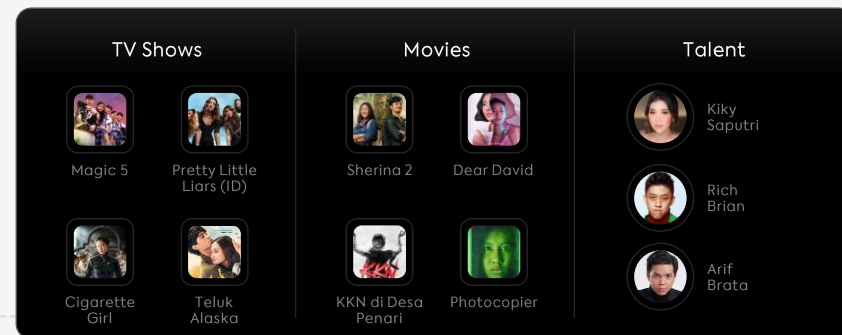 TV Shows
Magic 5
Pretty Little
Liars (ID)
Cigarette
Girl
Teluk
Alaska
Movies
Sherina 2
Dear David
KKN di Desa
Penari
Photocopier
KKN
Talent
Kiky
Saputri
Rich
Brian
Arif
Brata